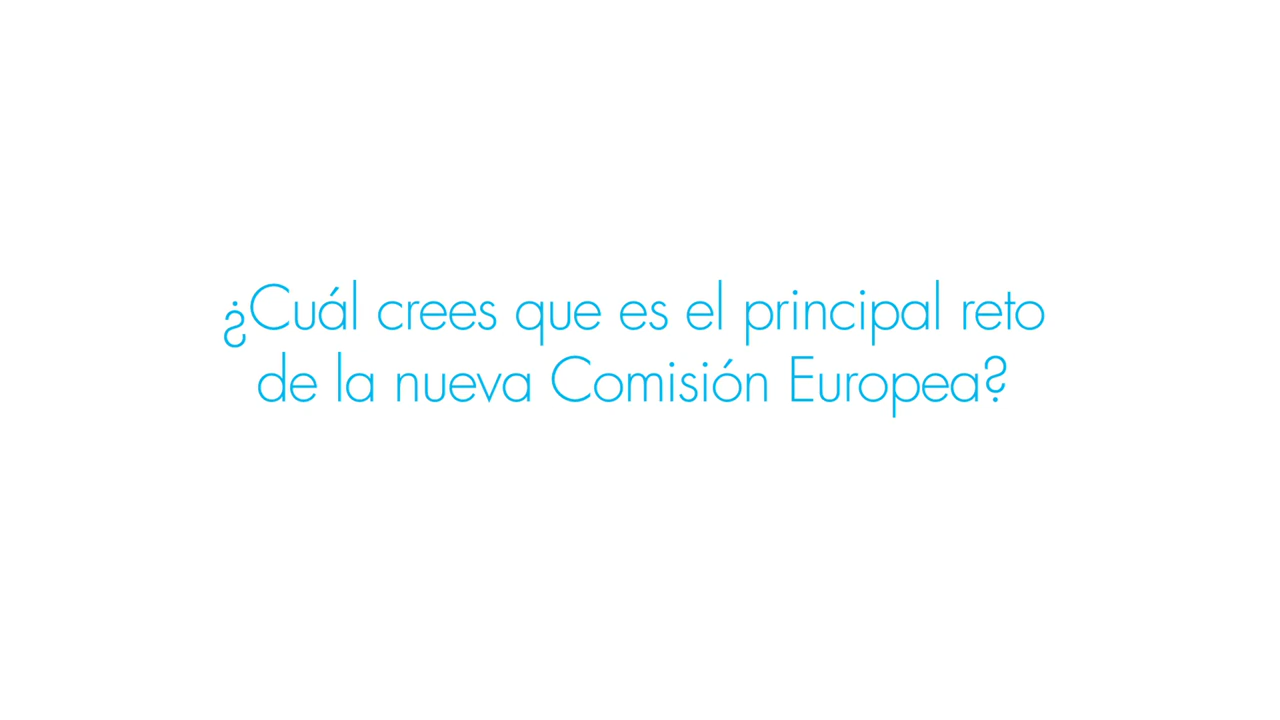 ¿Cuál crees que es el principal reto
de la nueva Comisión Europea?